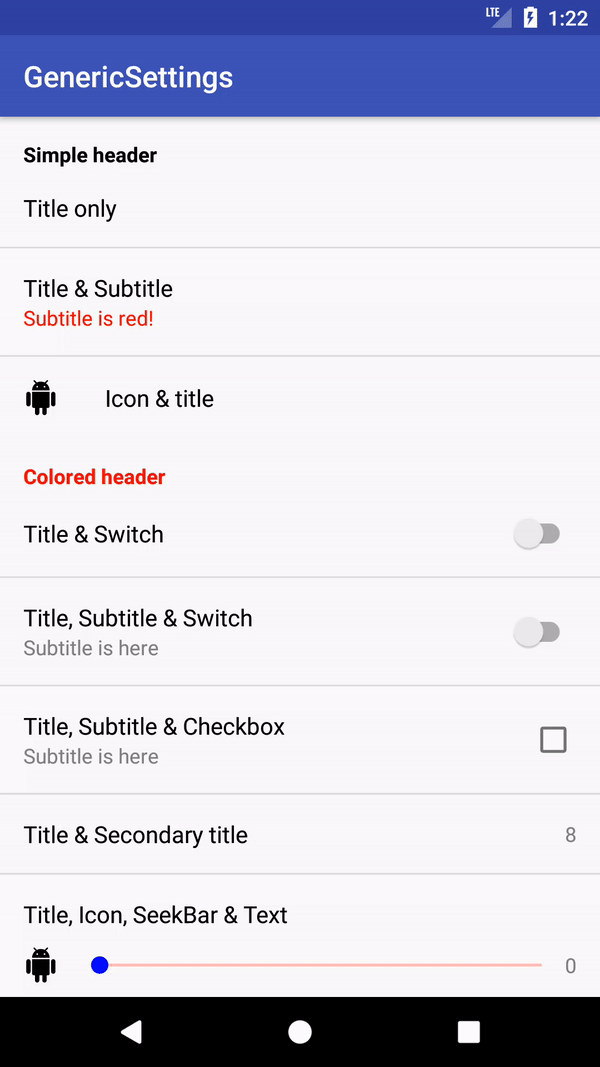 LTE 1:22
GenericSettings
Simple header
Title only
Title & Subtitle
Subtitle is red!
Icon & title
Colored header
Title & Switch
Title, Subtitle & Switch
Subtitle is here
Title, Subtitle & Checkbox
Subtitle is here
Title & Secondary title 8
Title, Icon, SeekBar & Text
0